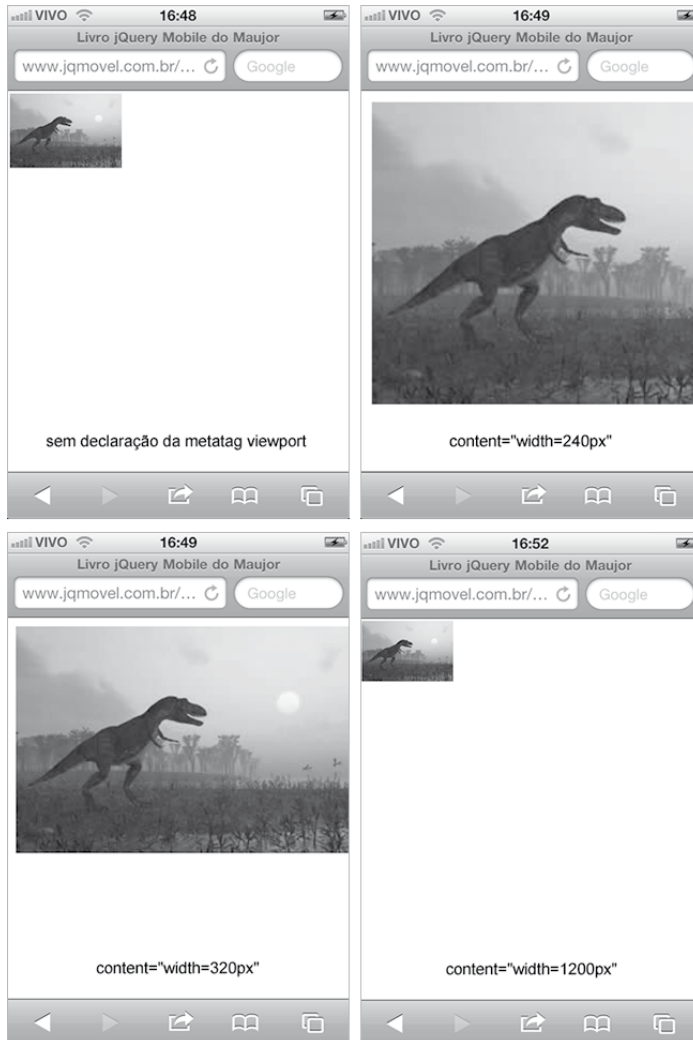 VIVO 16:48
Livro jQuery Mobile do Maujor
www.jqmovel.com.br/... Google
sem declaração da metatag viewport
VIVO 16:49
Livro jQuery Mobile do Maujor
www.jqmovel.com.br/... Google
content="width=240px"
VIVO 16:49
Livro jQuery Mobile do Maujor
www.jqmovel.com.br/... Google
content="width=320px"
VIVO 16:52
Livro jQuery Mobile do Maujor
www.jqmovel.com.br/... Google
content="width=1200px"